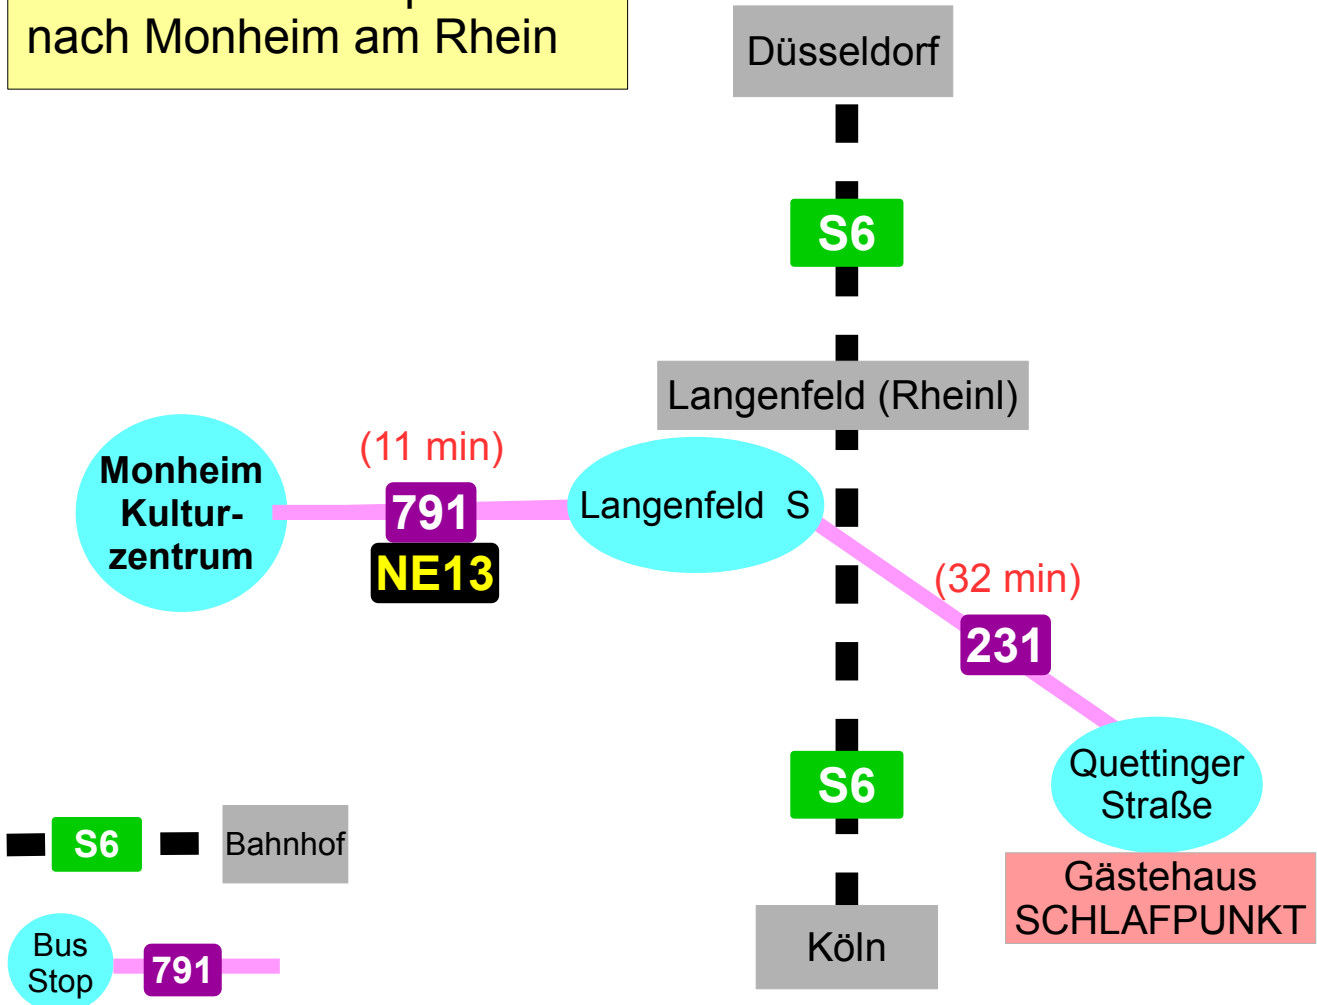 nach Monheim am Rhein
Düsseldorf
S6
Langenfeld (Rheinl)
(11 min)
Monheim
Kultur-
zentrum
791
NE13
Langenfeld S
(32 min)
231
Quettinger
Straße
S6
Gästehaus
SCHLAFPUNKT
Köln
S6
Bahnhof
Bus
Stop
791